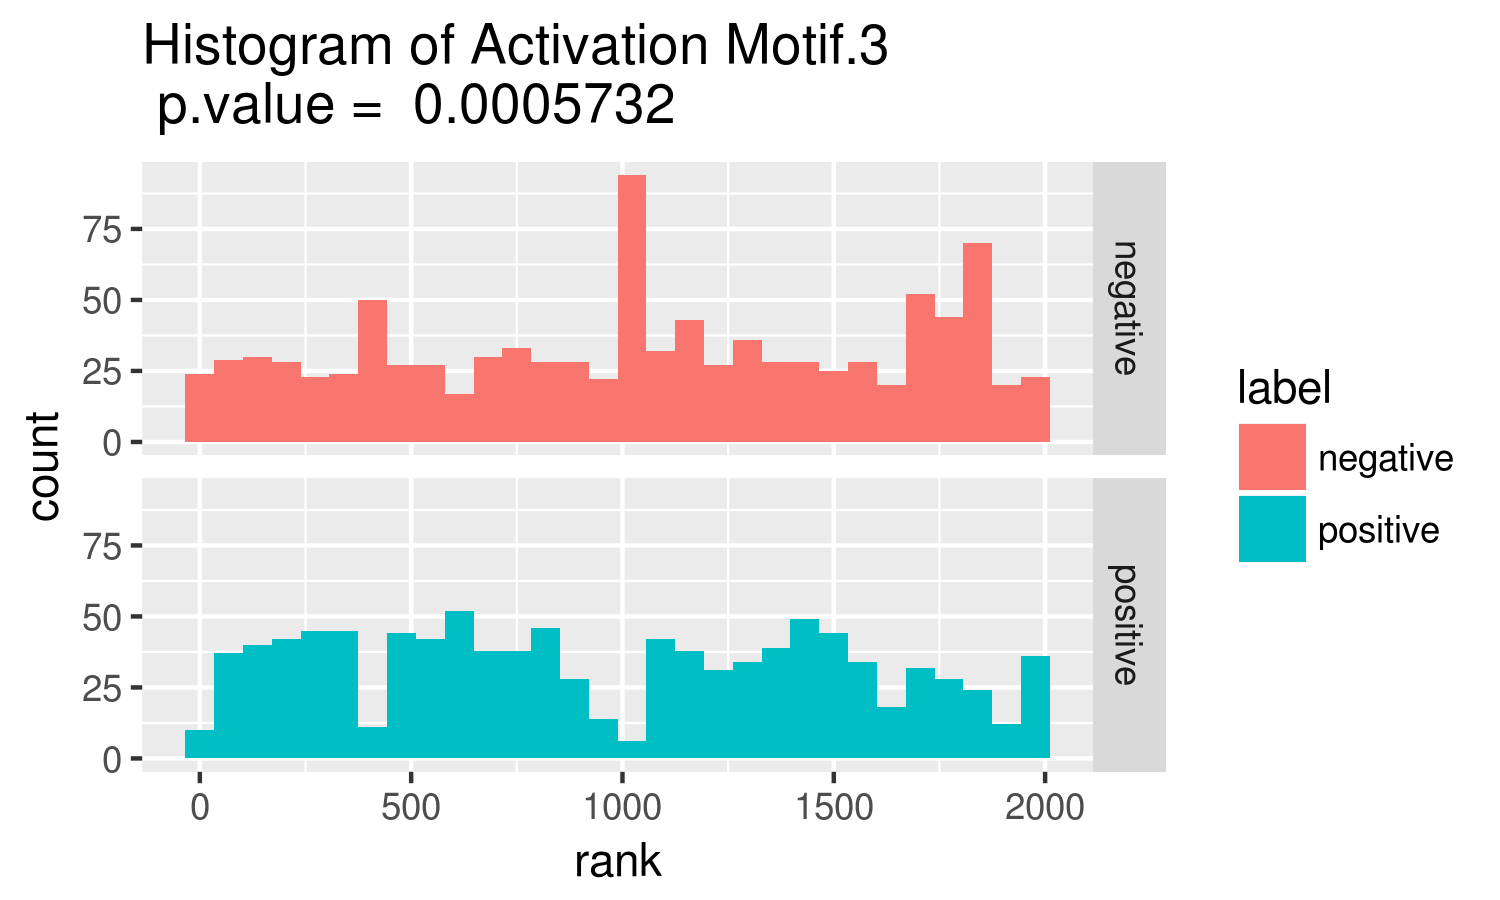 Histogram of Activation Motif.3
p.value = 0.0005732
count
75
50
25
0
negative
75
50
25
0
positive
0 500 1000 1500 2000
rank
label
negative
positive